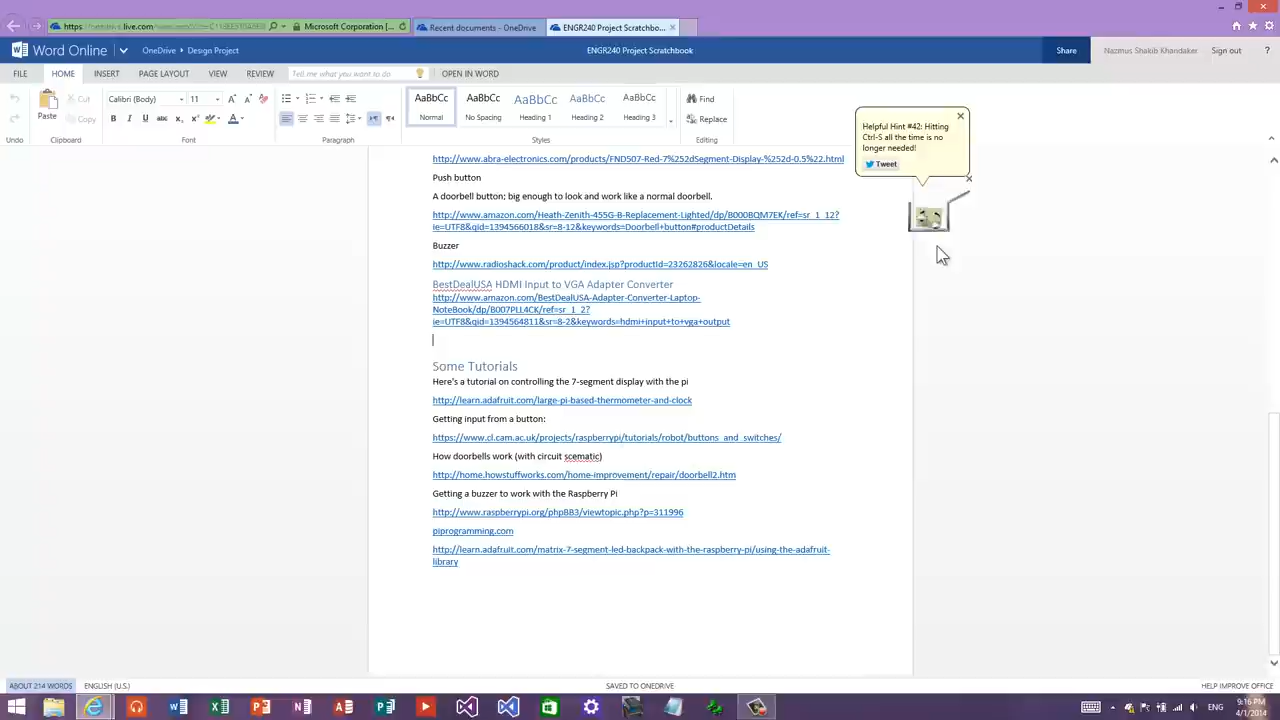 live.com
Microsoft Corporation [...
Recent documents - OneDrive
ENGR240 Project Scratchbo...
Word Online
OneDrive ▸ Design Project
ENGR240 Project Scratchbook
Share
Nazmus Shakib Khandaker
Sign out
?
FILE HOME INSERT PAGE LAYOUT VIEW REVIEW Tell me what you want to do OPEN IN WORD
Paste
Cut
Copy
Calibri (Body) 11
B I U abc x₂ x² A
AaBbCc Normal
AaBbCc No Spacing
AaBbCc Heading 1
AaBbCc Heading 2
AaBbCc Heading 3
Find
Replace
Undo Clipboard Font Paragraph Styles Editing
Helpful Hint #42: Hitting
Ctrl-S all the time is no
longer needed!
Tweet
http://www.abra-electronics.com/products/FND507-Red-7%252dSegment-Display-%252d-0.5%22.html
Push button
A doorbell button; big enough to look and work like a normal doorbell.
http://www.amazon.com/Heath-Zenith-455G-B-Replacement-Lighted/dp/B000BQM7EK/ref=sr_1_12?
ie=UTF8&qid=1394566018&sr=8-12&keywords=Doorbell+button#productDetails
Buzzer
http://www.radioshack.com/product/index.jsp?productId=23262826&locale=en_US
BestDealUSA HDMI Input to VGA Adapter Converter
http://www.amazon.com/BestDealUSA-Adapter-Converter-Laptop-
NoteBook/dp/B007PLL4CK/ref=sr_1_2?
ie=UTF8&qid=1394564811&sr=8-2&keywords=hdmi+input+to+vga+output
Some Tutorials
Here's a tutorial on controlling the 7-segment display with the pi
http://learn.adafruit.com/large-pi-based-thermometer-and-clock
Getting input from a button:
https://www.cl.cam.ac.uk/projects/raspberrypi/tutorials/robot/buttons_and_switches/
How doorbells work (with circuit scematic)
http://home.howstuffworks.com/home-improvement/repair/doorbell2.htm
Getting a buzzer to work with the Raspberry Pi
http://www.raspberrypi.org/phpBB3/viewtopic.php?p=311996
piprogramming.com
http://learn.adafruit.com/matrix-7-segment-led-backpack-with-the-raspberry-pi/using-the-adafruit-
library
ABOUT 214 WORDS ENGLISH (U.S.) SAVED TO ONEDRIVE HELP IMPROVE OFFICE
9:16 PM
4/1/2014